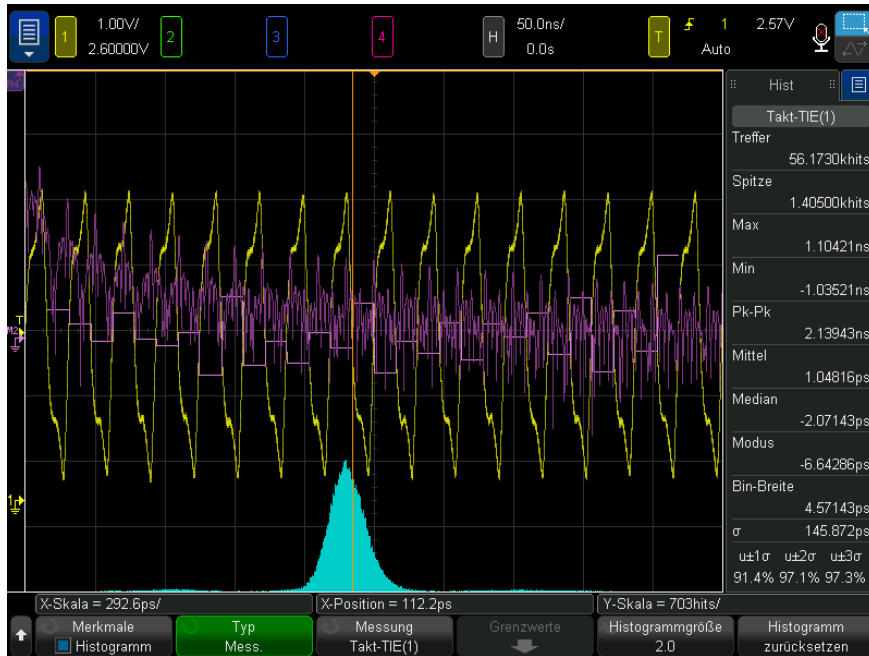 1 1.00V/ 2 3 4 H 50.0ns/ T 1 2.57V
2.60000V 0.0s Auto
Hist
Takt-TIE(1)
Treffer
56.1730khits
Spitze
1.40500khits
Max
1.10421ns
Min
-1.03521ns
Pk-Pk
2.13943ns
Mittel
1.04816ps
Median
-2.07143ps
Modus
-6.64286ps
Bin-Breite
4.57143ps
σ 145.872ps
u±1σ u±2σ u±3σ
91.4% 97.1% 97.3%
T
M2
1
X-Skala = 292.6ps/ X-Position = 112.2ps Y-Skala = 703hits/
Merkmale Typ Messung Grenzwerte Histogrammgröße Histogramm
Histogramm Mess. Takt-TIE(1) 2.0 zurücksetzen